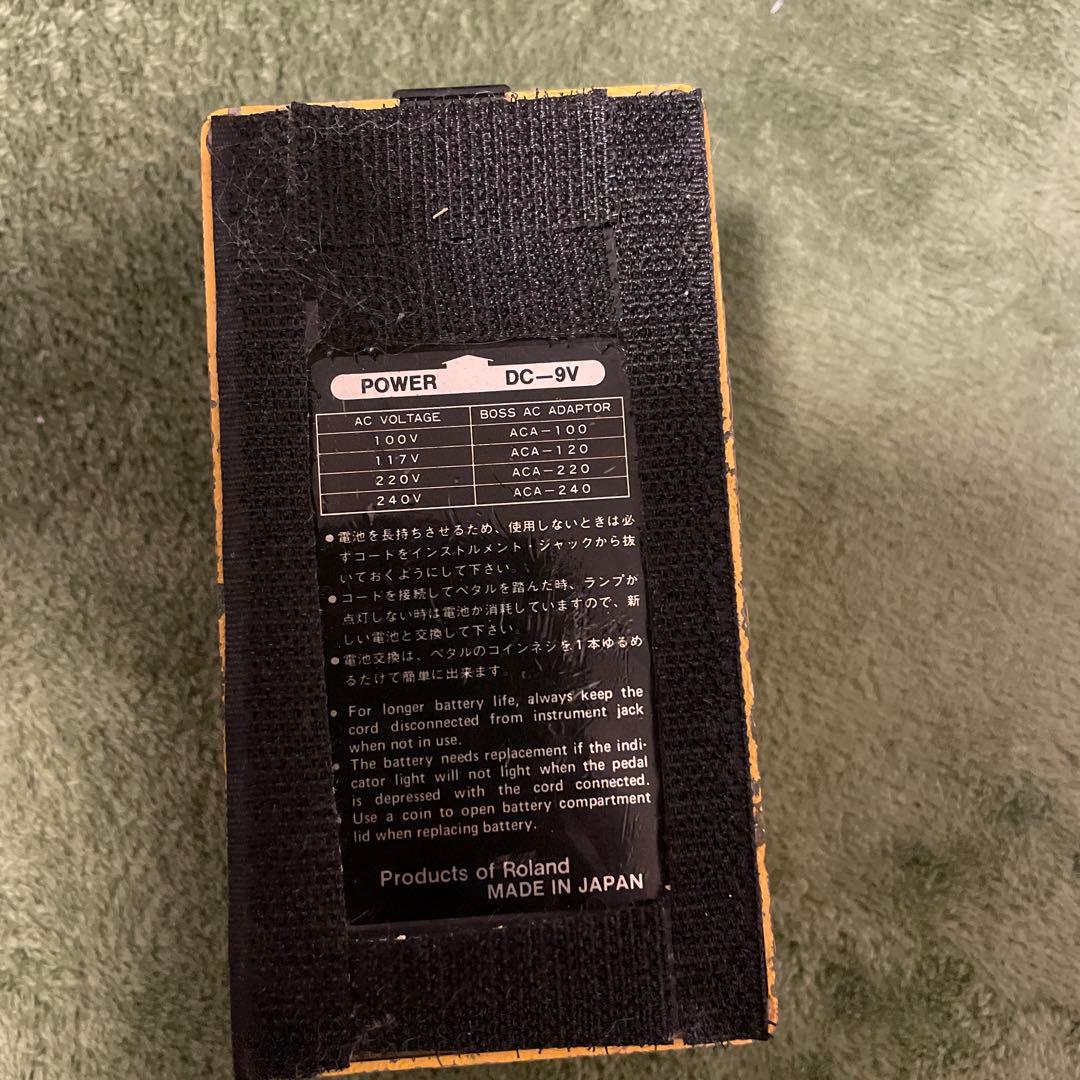 POWER DC-9V
AC VOLTAGE BOSS AC ADAPTOR
100V ACA-100
117V ACA-120
220V ACA-220
240V ACA-240
●電池を長持ちさせるため、使用しないときは必
ずコードをインストルメント・ジャックから抜
いておくようにして下さい。
●コードを接続してペタルを踏んだ時、ランプが
点灯しない時は電池が消耗していますので、新
しい電池と交換して下さい。
●電池交換は、ペタルのコインネジを1本ゆるめ
るだけで簡単に出来ます。
• For longer battery life, always keep the
cord disconnected from instrument jack
when not in use.
• The battery needs replacement if the indi-
cator light will not light when the pedal
is depressed with the cord connected.
Use a coin to open battery compartment
lid when replacing battery.
Products of Roland
MADE IN JAPAN